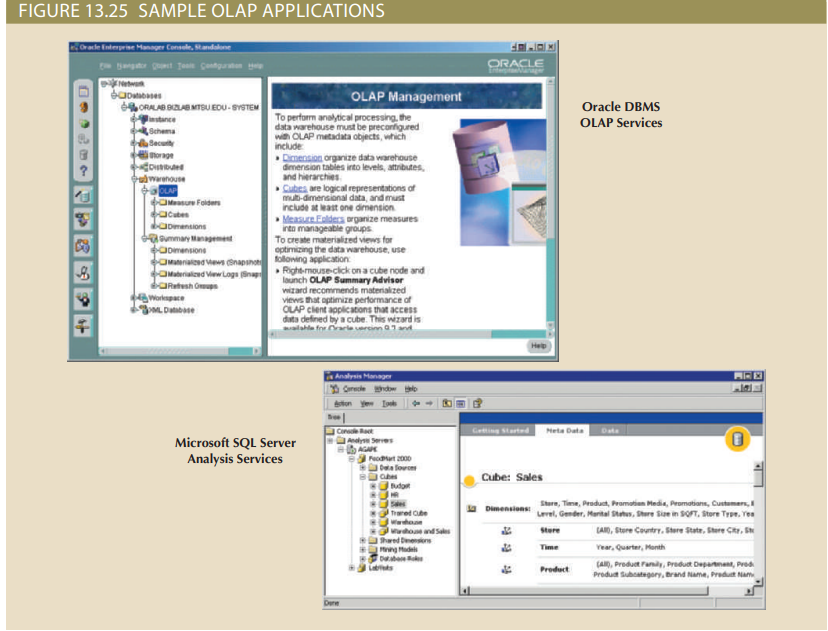 FIGURE 13.25 SAMPLE OLAP APPLICATIONS
Oracle Enterprise Manager Console, Standalone
File Navigator Object Tools Configuration Help
ORACLE
EnterpriseManager
Network
Databases
ORALAB.BIZLAB.MTSU.EDU - SYSTEM
Instance
Schema
Security
Storage
Distributed
Warehouse
OLAP
Measure Folders
Cubes
Dimensions
Summary Management
Dimensions
Materialized Views (Snapshots
Materialized View Logs (Snaps
Refresh Groups
Workspace
XML Database
OLAP Management
To perform analytical processing, the
data warehouse must be preconfigured
with OLAP metadata objects, which
include:
Dimension organize data warehouse
dimension tables into levels, attributes,
and hierarchies.
Cubes are logical representations of
multi-dimensional data, and must
include at least one dimension.
Measure Folders organize measures
into manageable groups.
To create materialized views for
optimizing the data warehouse, use
following application:
Right-mouse-click on a cube node and
launch OLAP Summary Advisor
wizard recommends materialized
views that optimize performance of
OLAP client applications that access
data defined by a cube. This wizard is
available for Oracle version 9.2 and
Help
Oracle DBMS
OLAP Services
Microsoft SQL Server
Analysis Services
Analysis Manager
Console Window Help
Action View Tools
Tree
Console Root
Analysis Servers
AGAPE
FoodMart 2000
Data Sources
Cubes
Budget
HR
Sales
Trained Cube
Warehouse
Warehouse and Sales
Shared Dimensions
Mining Models
Database Roles
LabVisits
Getting Started Meta Data Data
Cube: Sales
Dimensions: Store, Time, Product, Promotion Media, Promotions, Customers,
Level, Gender, Marital Status, Store Size in SQFT, Store Type, Yea
Store (All), Store Country, Store State, Store City, Sto
Time Year, Quarter, Month
Product (All), Product Family, Product Department, Prod
Product Subcategory, Brand Name, Product Nam
Done